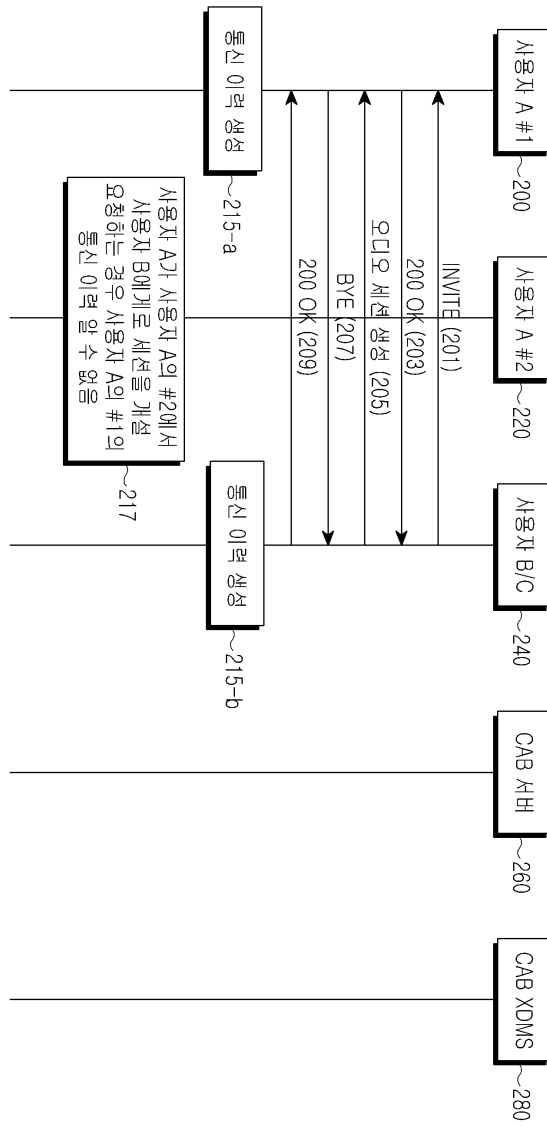 사용자 A #1
200
사용자 A #2
220
사용자 B/C
240
CAB 서버
260
CAB XDMS
280
INVITE (201)
200 OK (203)
오디오 세션 생성 (205)
BYE (207)
200 OK (209)
통신 이력 생성
215-a
통신 이력 생성
215-b
사용자 A가 사용자 A의 #2에서
사용자 B에게로 세션을 개설
요청하는 경우 사용자 A의 #1의
통신 이력 알 수 없음
217